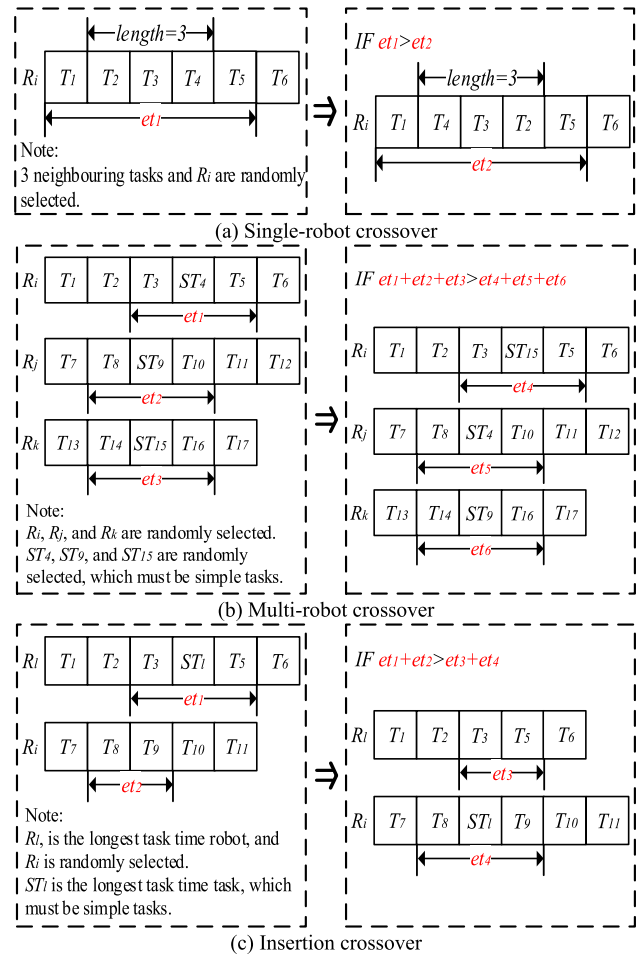 length=3
Ri T1 T2 T3 T4 T5 T6
et1
Note:
3 neighbouring tasks and Ri are randomly
selected.
IF et1>et2
length=3
Ri T1 T4 T3 T2 T5 T6
et2
(a) Single-robot crossover
Ri T1 T2 T3 ST4 T5 T6
et1
Rj T7 T8 ST9 T10 T11 T12
et2
Rk T13 T14 ST15 T16 T17
et3
Note:
Ri, Rj, and Rk are randomly selected.
ST4, ST9, and ST15 are randomly
selected, which must be simple tasks.
IF et1+et2+et3>et4+et5+et6
Ri T1 T2 T3 ST15 T5 T6
et4
Rj T7 T8 ST4 T10 T11 T12
et5
Rk T13 T14 ST9 T16 T17
et6
(b) Multi-robot crossover
Rl T1 T2 T3 STl T5 T6
et1
Ri T7 T8 T9 T10 T11
et2
Note:
Rl, is the longest task time robot, and
Ri is randomly selected.
STl is the longest task time task, which
must be simple tasks.
IF et1+et2>et3+et4
Rl T1 T2 T3 T5 T6
et3
Ri T7 T8 STl T9 T10 T11
et4
(c) Insertion crossover